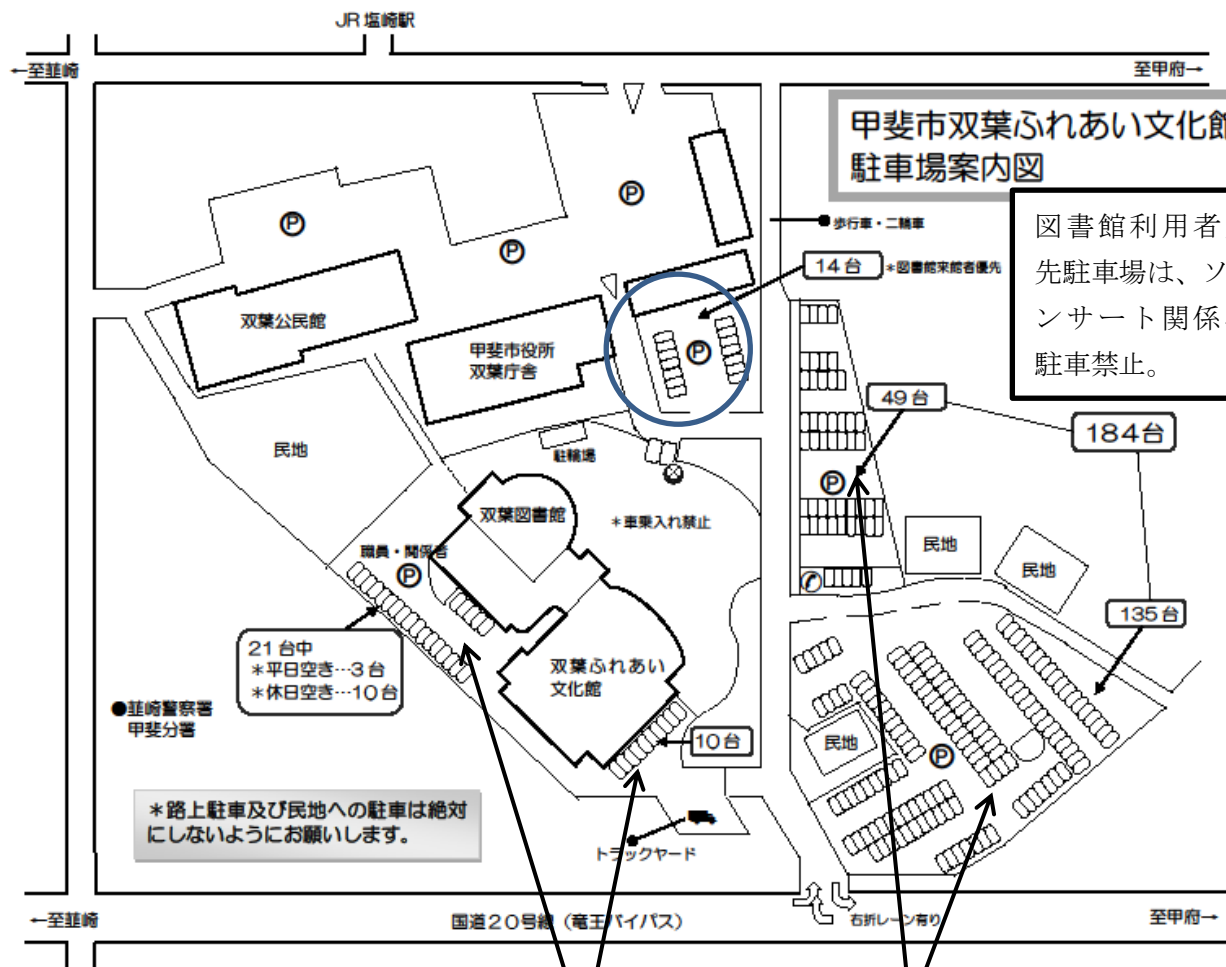 JR 塩崎駅
←至韮崎
至甲府→
甲斐市双葉ふれあい文化館
駐車場案内図
図書館利用者
先駐車場は、ソ
ンサート関係
駐車禁止。
歩行車・二輪車
14台 *図書館来館者優先
P
P
P
P
双葉公民館
甲斐市役所
双葉庁舎
49台
184台
民地
駐輪場
P
双葉図書館
*車乗入れ禁止
職員・関係者
P
民地
民地
135台
21台中
*平日空き…3台
*休日空き…10台
双葉ふれあい
文化館
●韮崎警察署
甲斐分署
10台
民地
P
*路上駐車及び民地への駐車は絶対
にしないようにお願いします。
トラックヤード
←至韮崎
国道20号線（竜王バイパス）
右折レーン有り
至甲府→